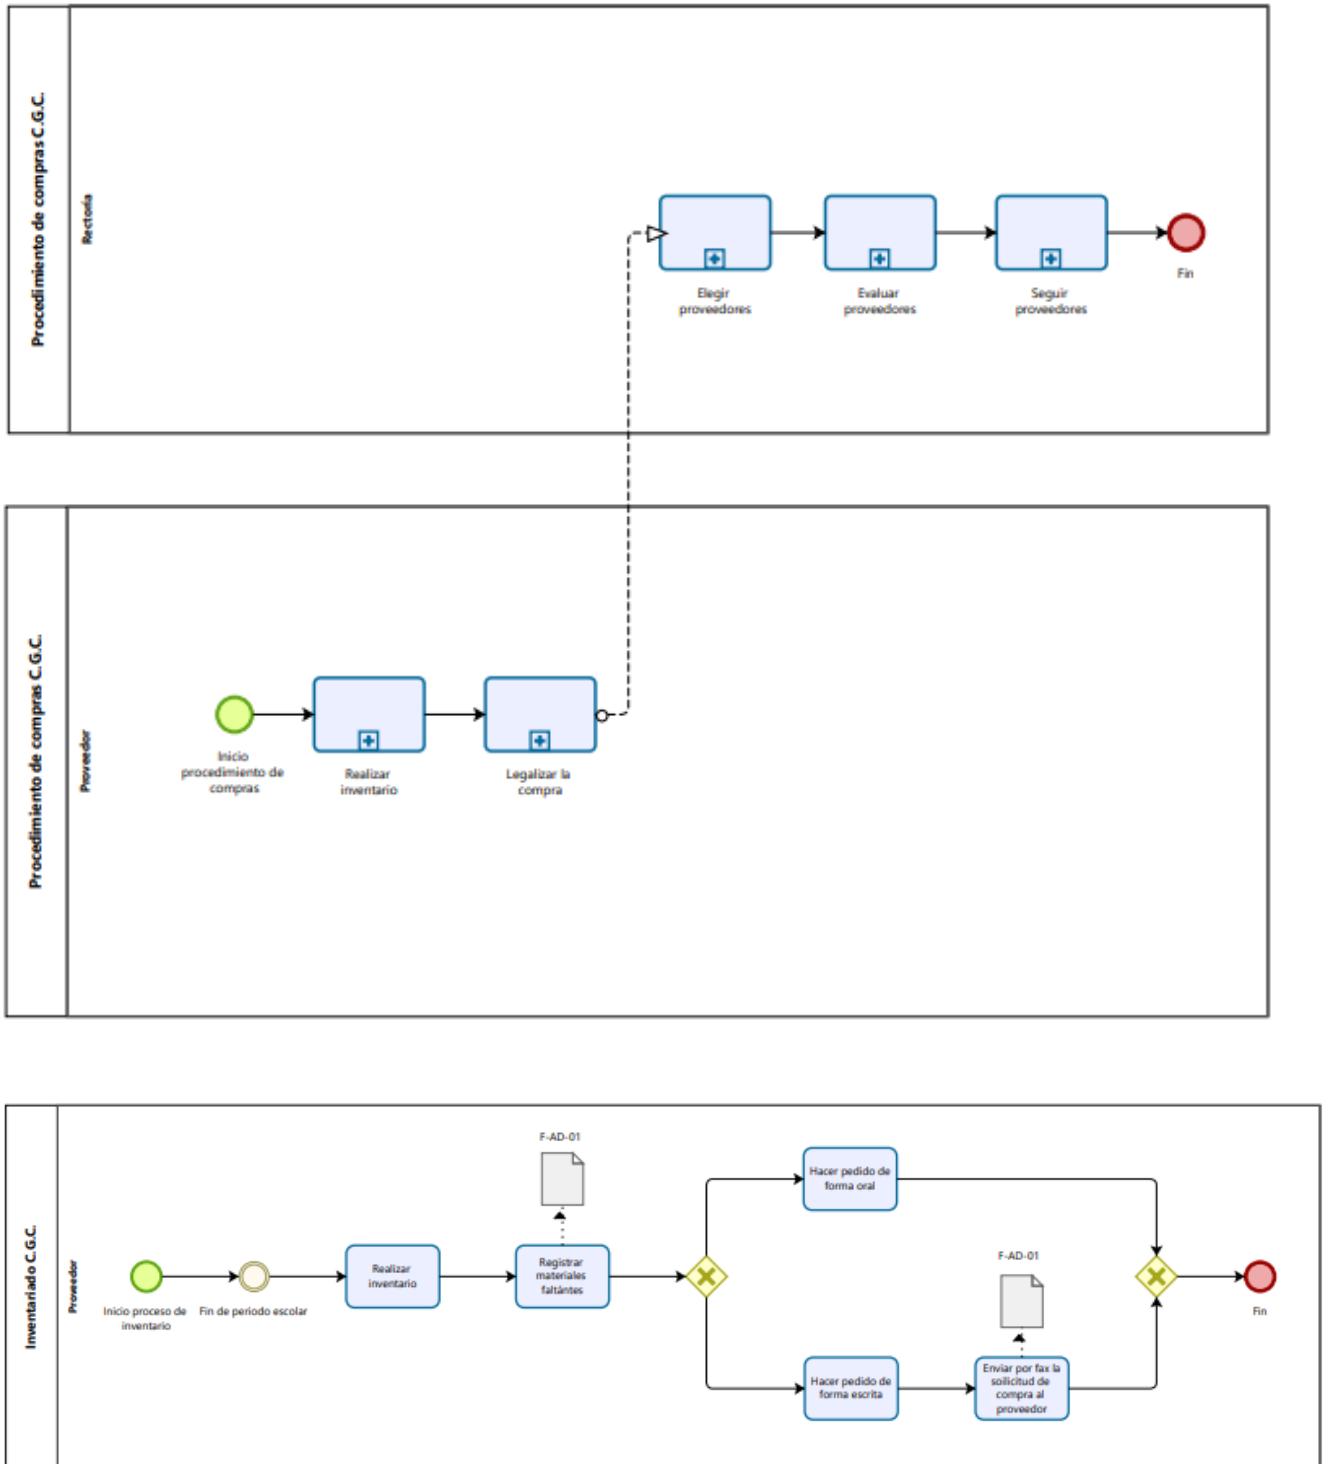 Procedimiento de compras C.G.C.
Rectoría
Elegir
proveedores
Evaluar
proveedores
Seguir
proveedores
Fin
Procedimiento de compras C.G.C.
Proveedor
Inicio
procedimiento de
compras
Realizar
inventario
Legalizar la
compra
Inventariado C.G.C.
Proveedor
Inicio proceso de
inventario
Fin de periodo escolar
Realizar
inventario
F-AD-01
Registrar
materiales
faltántes
Hacer pedido de
forma oral
Hacer pedido de
forma escrita
F-AD-01
Enviar por fax la
soilicitud de
compra al
proveedor
Fin